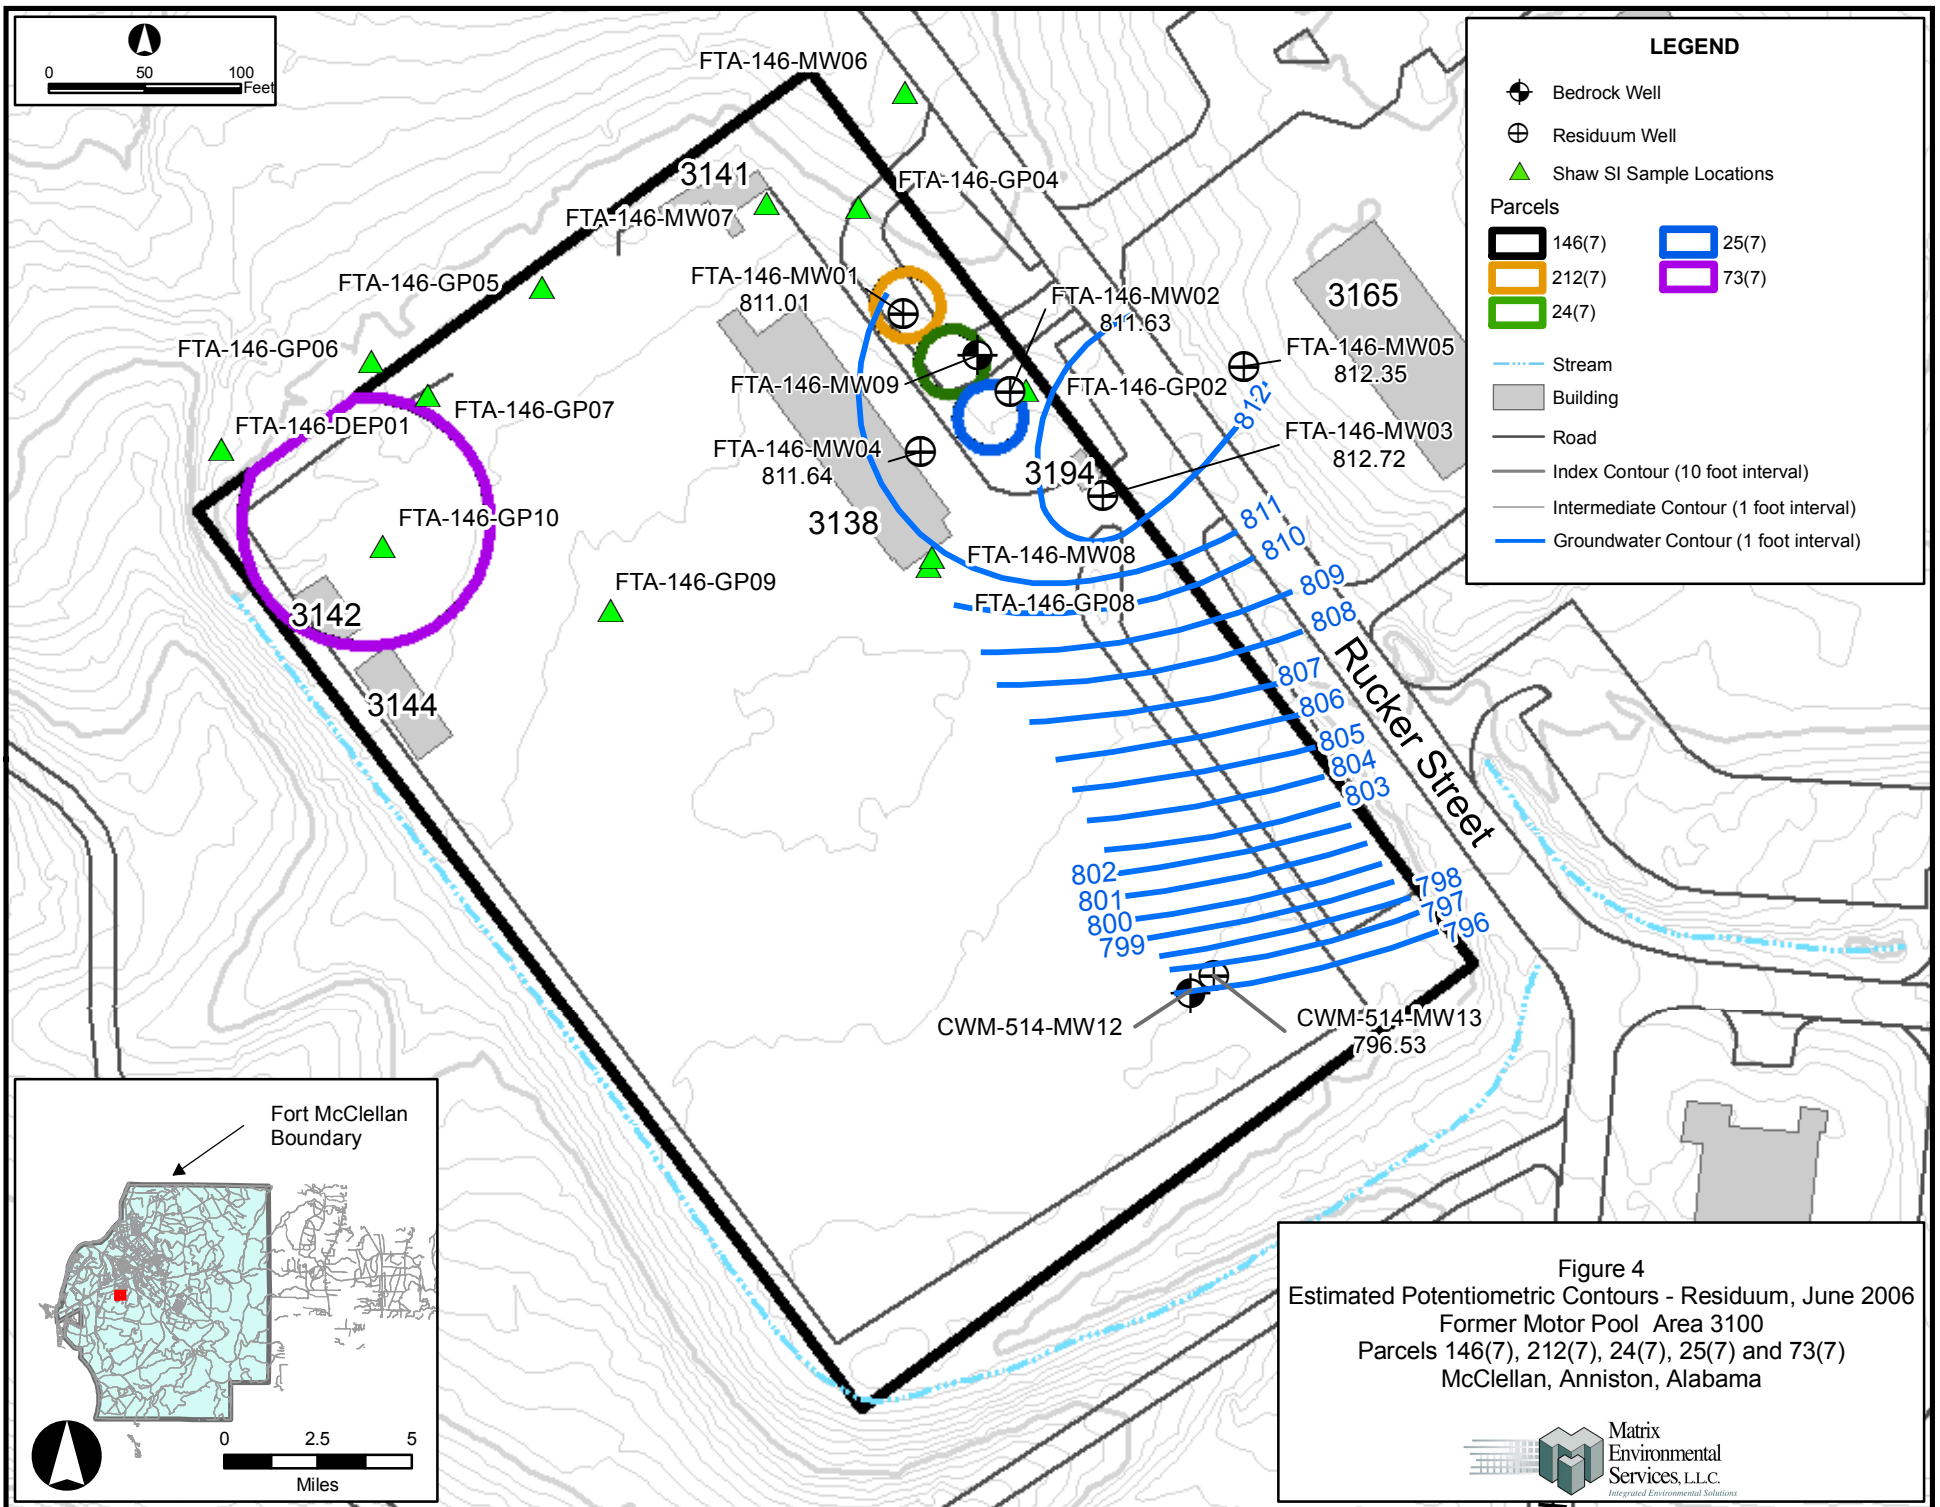 0 50 100
Feet
FTA-146-MW06
3141
FTA-146-GP04
FTA-146-MW07
FTA-146-GP05
FTA-146-MW01
811.01
FTA-146-MW02
811.63
3165
FTA-146-GP06
FTA-146-MW05
812.35
FTA-146-MW09
FTA-146-GP02
FTA-146-GP07
812
FTA-146-DEP01
FTA-146-MW03
812.72
FTA-146-MW04
811.64
3194
FTA-146-GP10
3138
811
810
FTA-146-MW08
FTA-146-GP09
FTA-146-GP08
809
808
3142
3144
807
806
805
804
803
Rucker Street
802
801
800
799
798
797
796
CWM-514-MW12
CWM-514-MW13
796.53
LEGEND
Bedrock Well
Residuum Well
Shaw SI Sample Locations
Parcels
146(7)
25(7)
212(7)
73(7)
24(7)
Stream
Building
Road
Index Contour (10 foot interval)
Intermediate Contour (1 foot interval)
Groundwater Contour (1 foot interval)
Fort McClellan
Boundary
0 2.5 5
Miles
Figure 4
Estimated Potentiometric Contours - Residuum, June 2006
Former Motor Pool Area 3100
Parcels 146(7), 212(7), 24(7), 25(7) and 73(7)
McClellan, Anniston, Alabama
Matrix
Environmental
Services, L.L.C.
Integrated Environmental Solutions